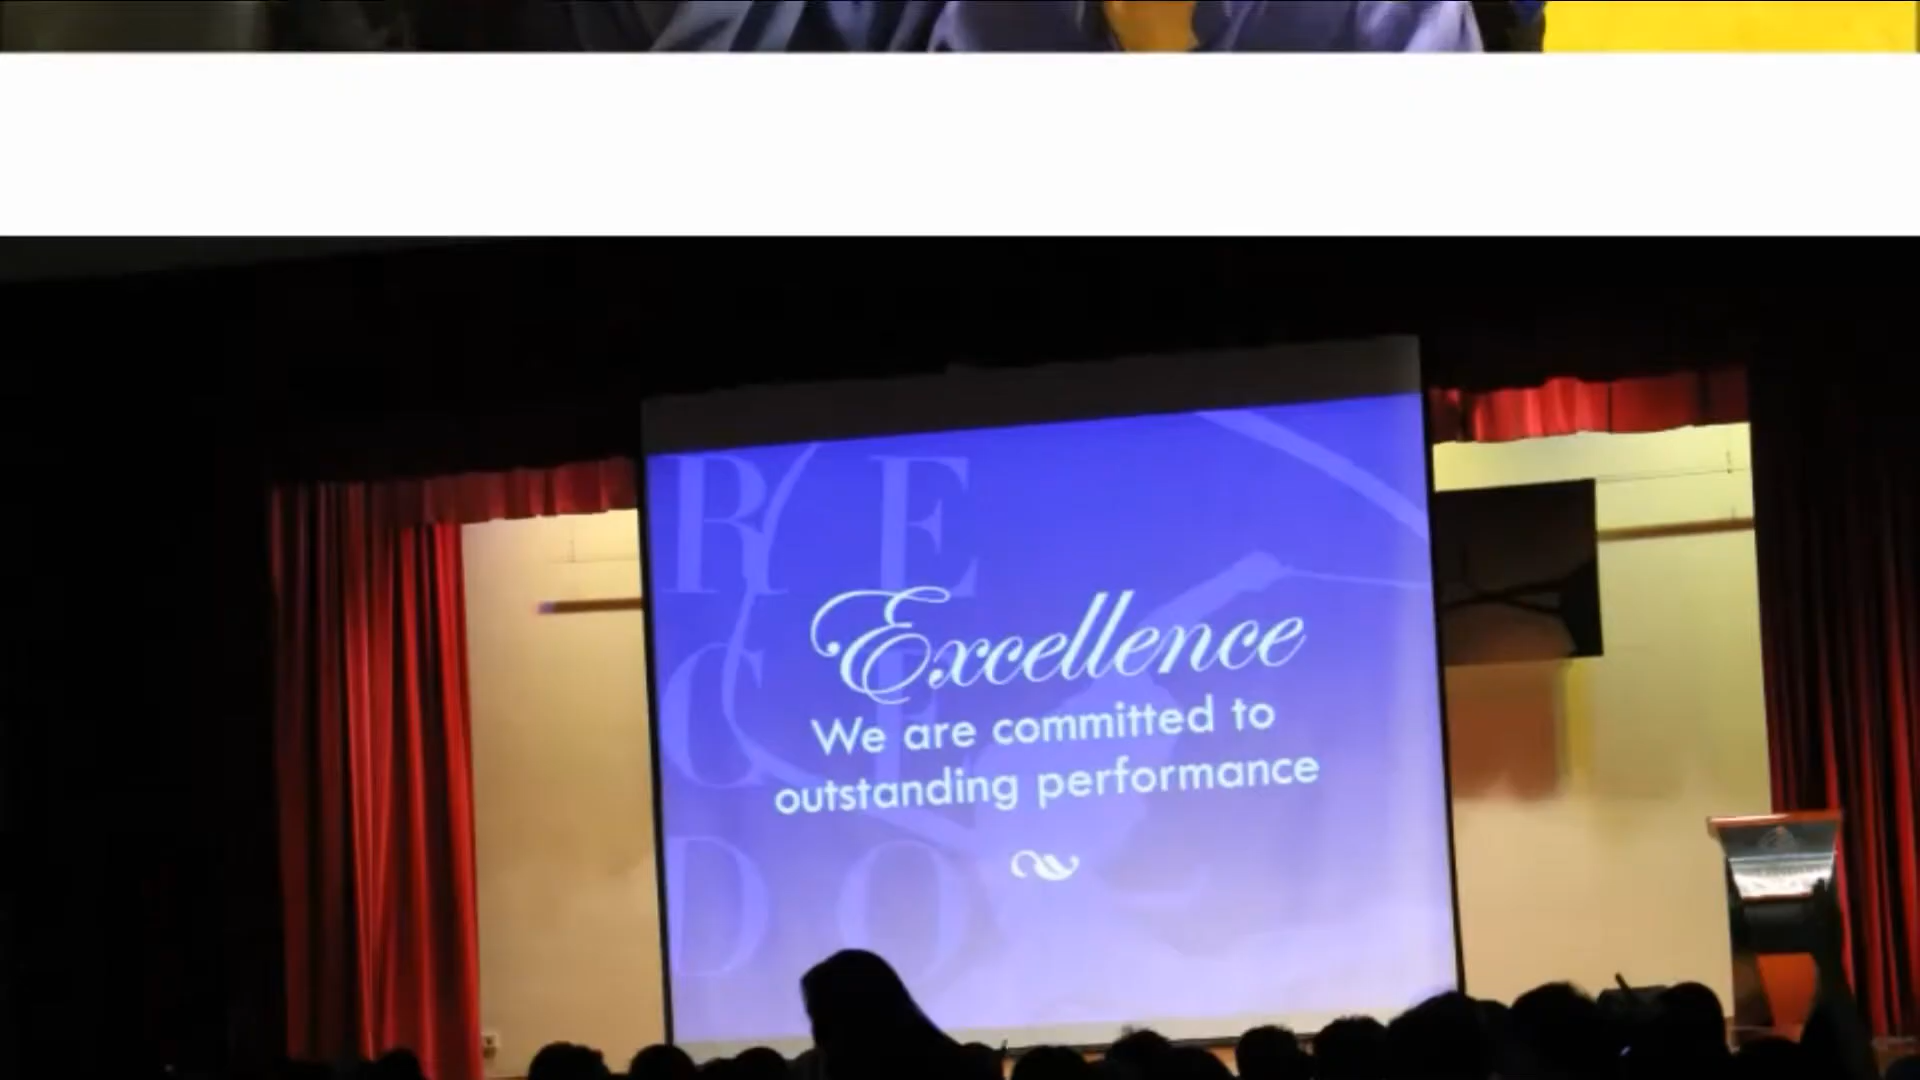 R E
Excellence
C E
We are committed to
outstanding performance
D O